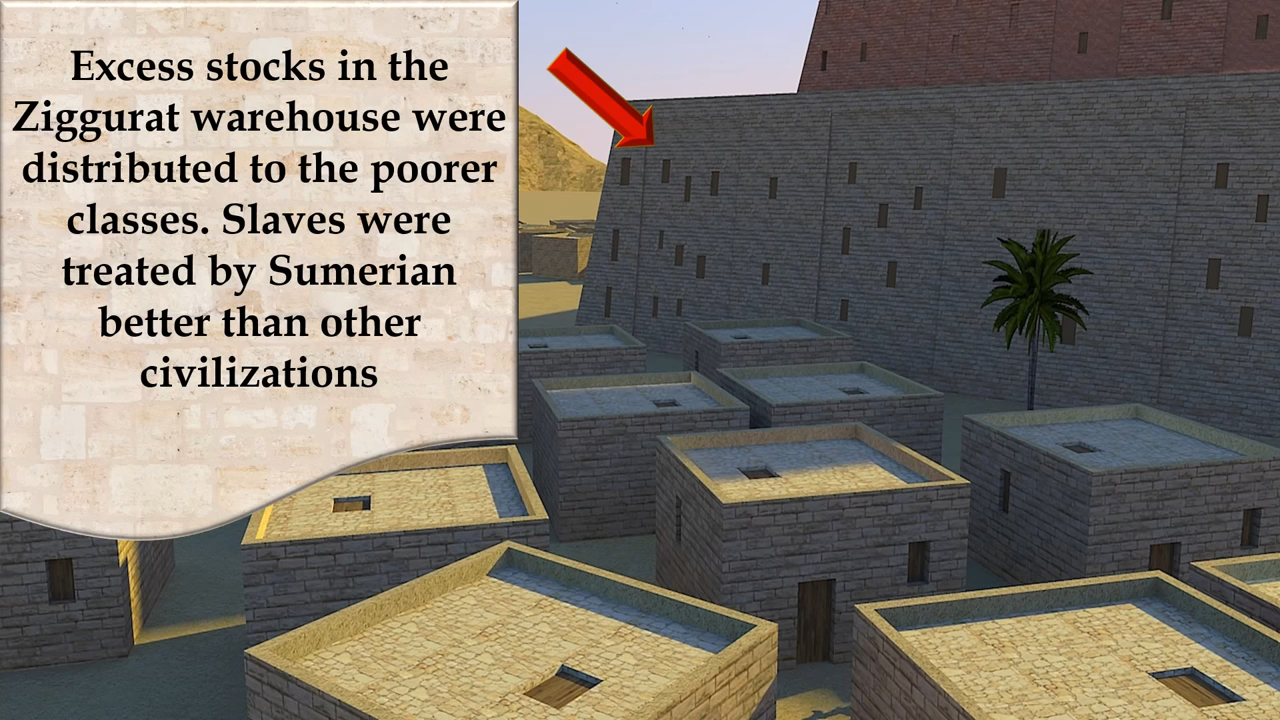 Excess stocks in the
Ziggurat warehouse were
distributed to the poorer
classes. Slaves were
treated by Sumerian
better than other
civilizations